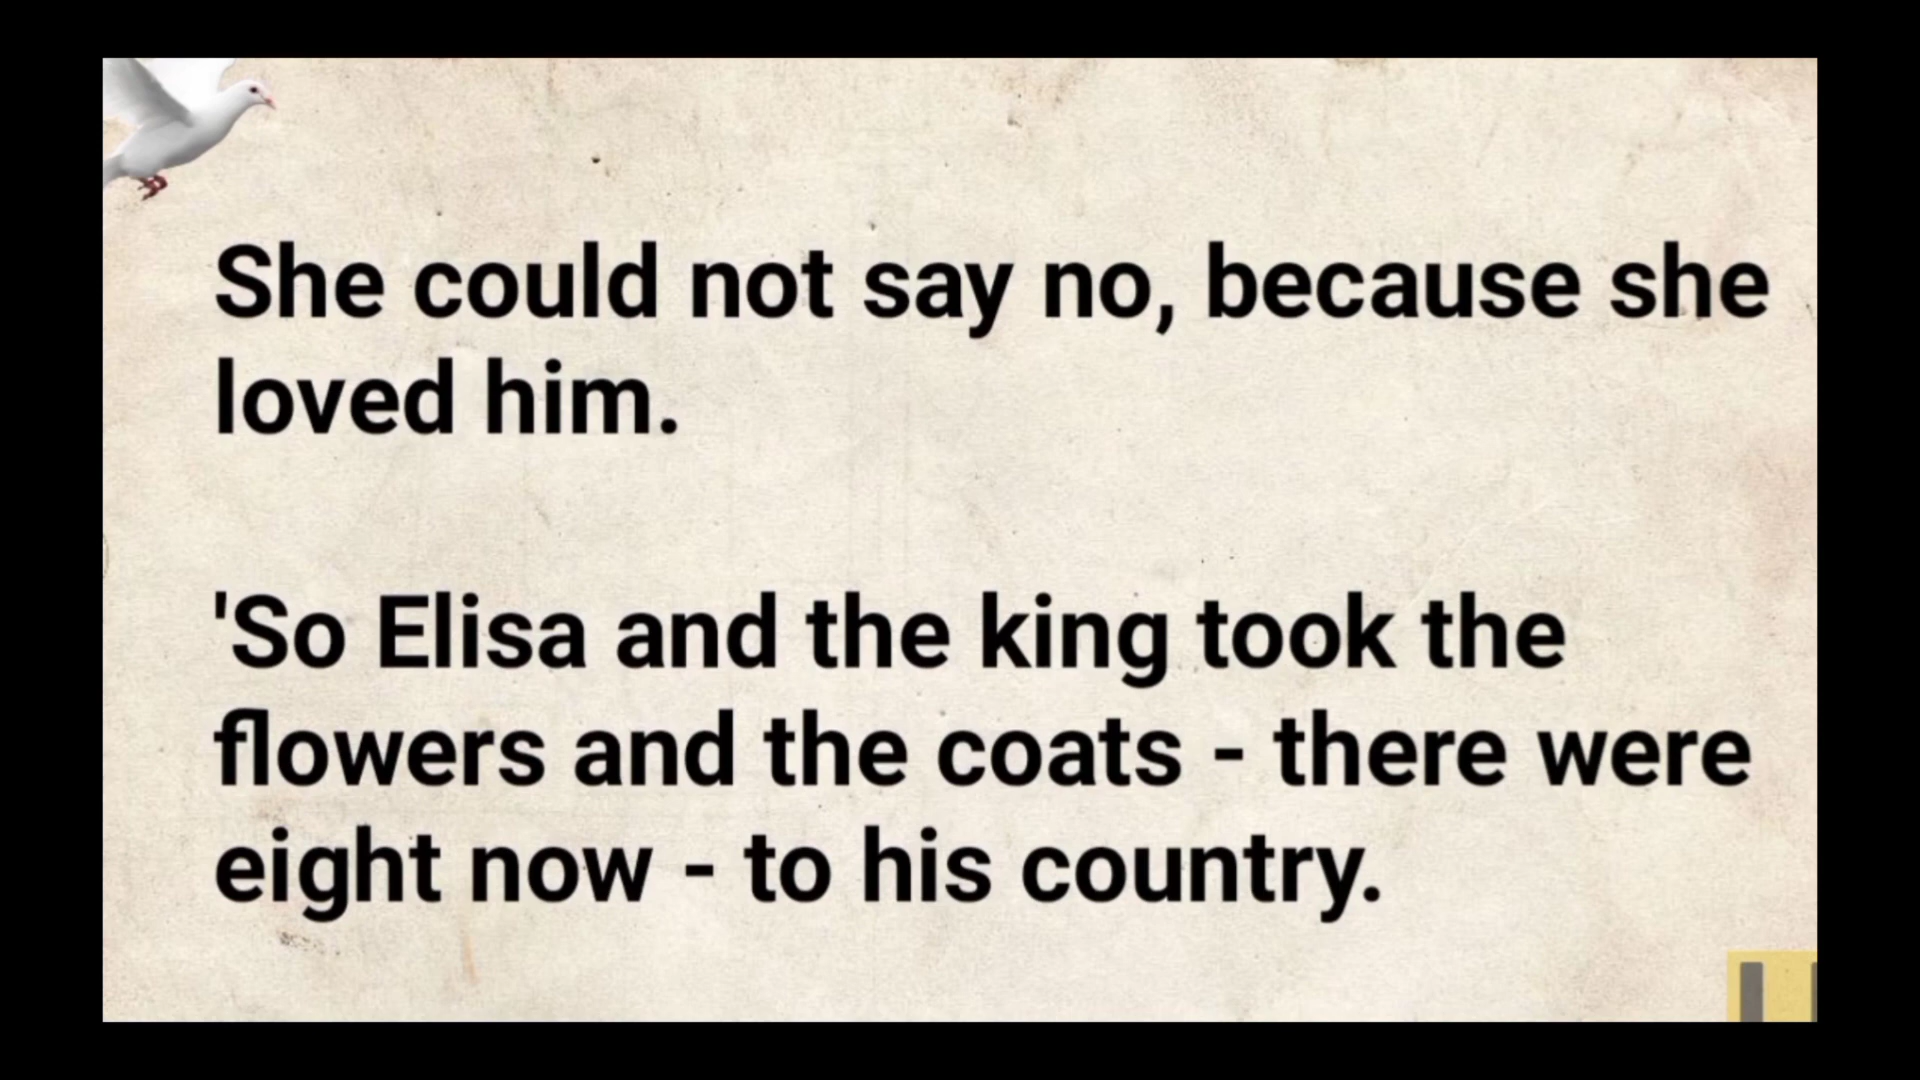 She could not say no, because she
loved him.
'So Elisa and the king took the
flowers and the coats - there were
eight now - to his country.